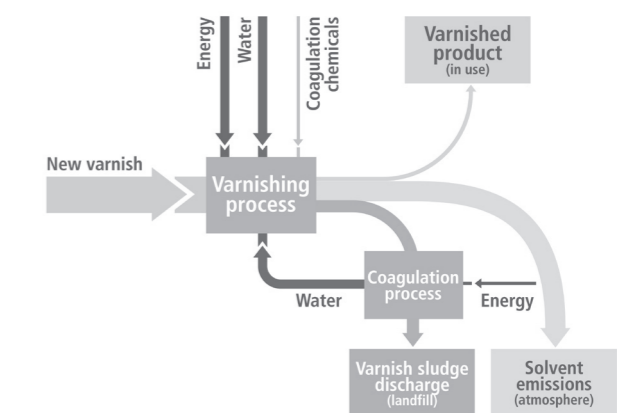 Energy
Water
Coagulation
chemicals
Varnished
product
(in use)
New varnish
Varnishing
process
Water
Coagulation
process
Energy
Varnish sludge
discharge
(landfill)
Solvent
emissions
(atmosphere)